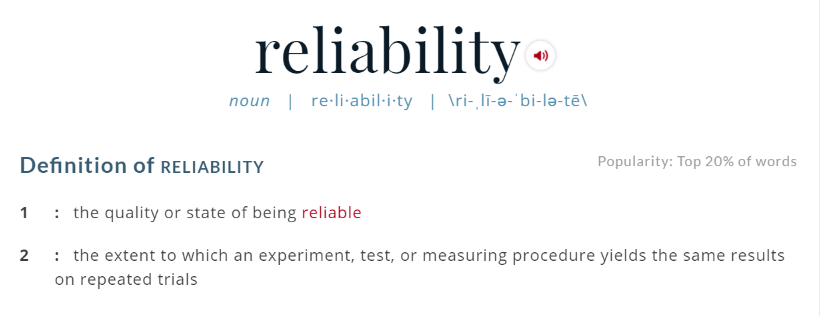 reliability
noun | re·li·abil·i·ty | \ri-ˌlī-ə-ˈbi-lə-tē\
Definition of RELIABILITY
Popularity: Top 20% of words
1 : the quality or state of being reliable
2 : the extent to which an experiment, test, or measuring procedure yields the same results
on repeated trials